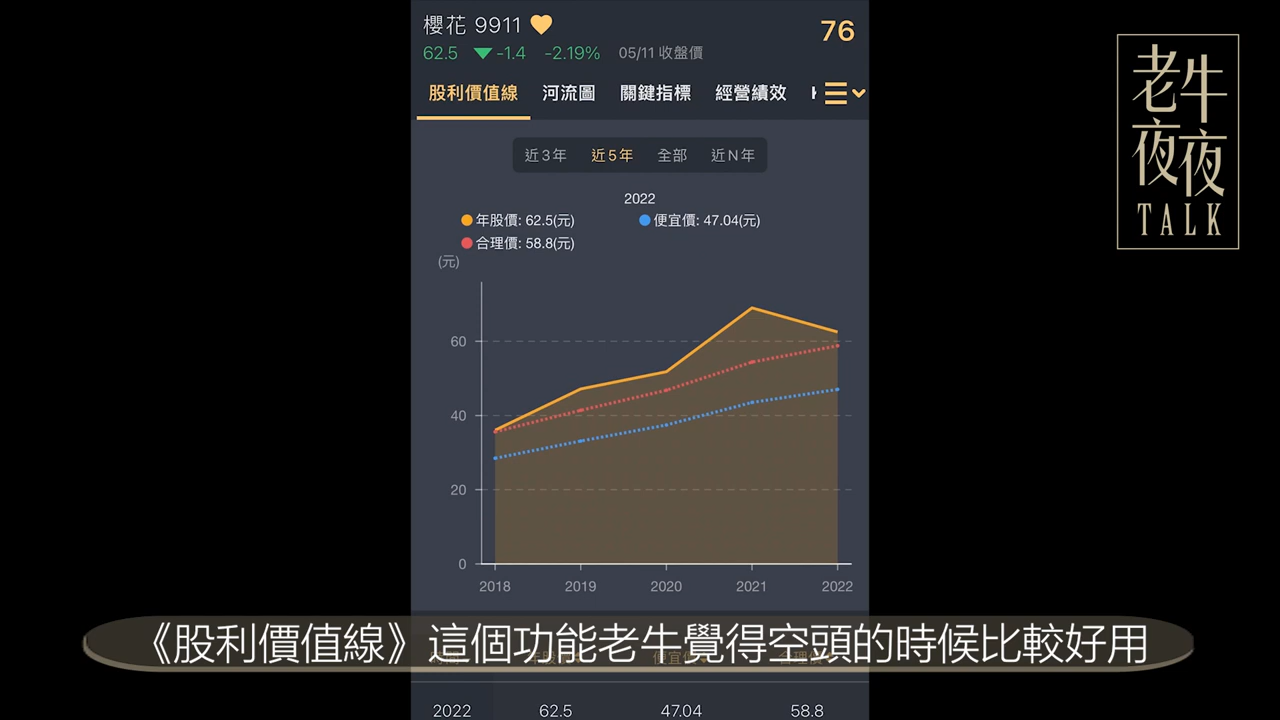 櫻花 9911
76
62.5 ▼ -1.4 -2.19% 05/11 收盤價
股利價值線 河流圖 關鍵指標 經營績效
近3年 近5年 全部 近N年
2022
年股價: 62.5(元) 便宜價: 47.04(元)
合理價: 58.8(元)
(元)
60
40
20
0
2018 2019 2020 2021 2022
《股利價值線》這個功能老牛覺得空頭的時候比較好用
2022 62.5 47.04 58.8
老牛
夜夜
TALK